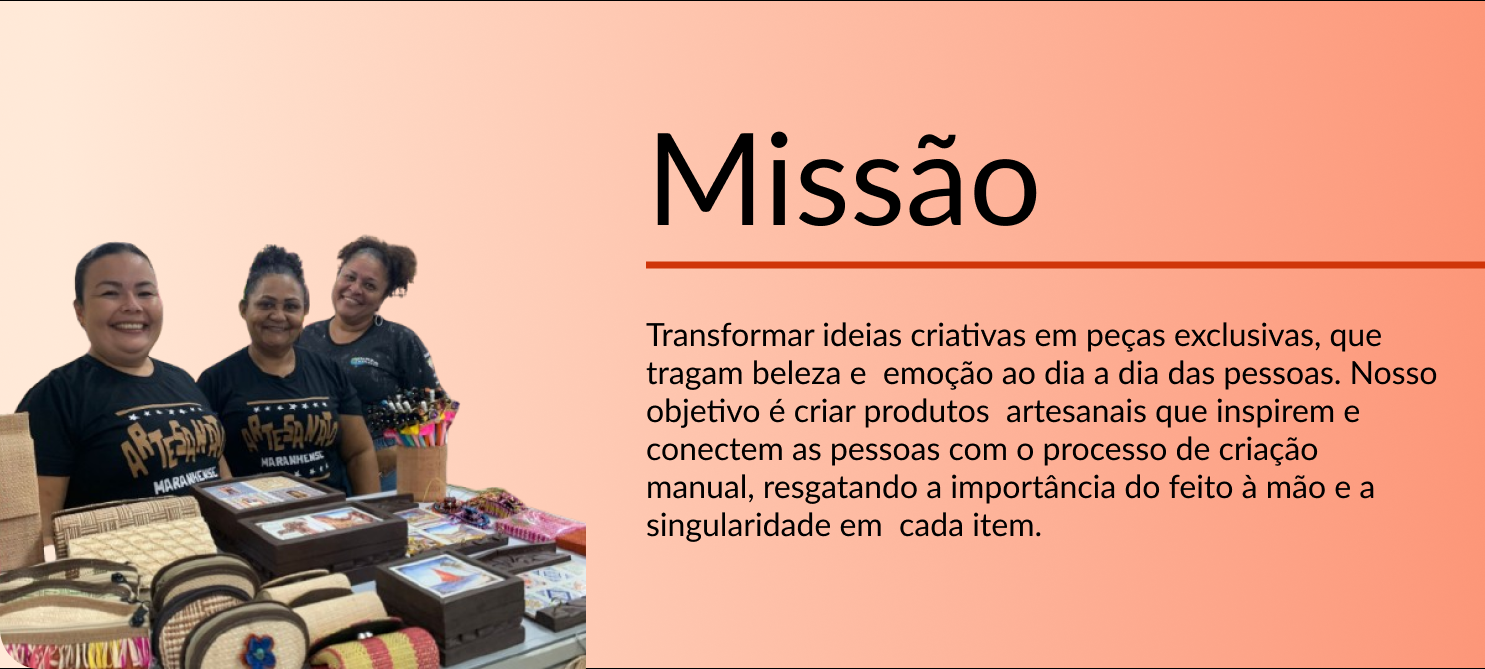 Missão
Transformar ideias criativas em peças exclusivas, que
tragam beleza e  emoção ao dia a dia das pessoas. Nosso
objetivo é criar produtos  artesanais que inspirem e
conectem as pessoas com o processo de criação
manual, resgatando a importância do feito à mão e a
singularidade em  cada item.
ARTESANATO
MARANHENSE
ARTESANATO
MARANHENSE